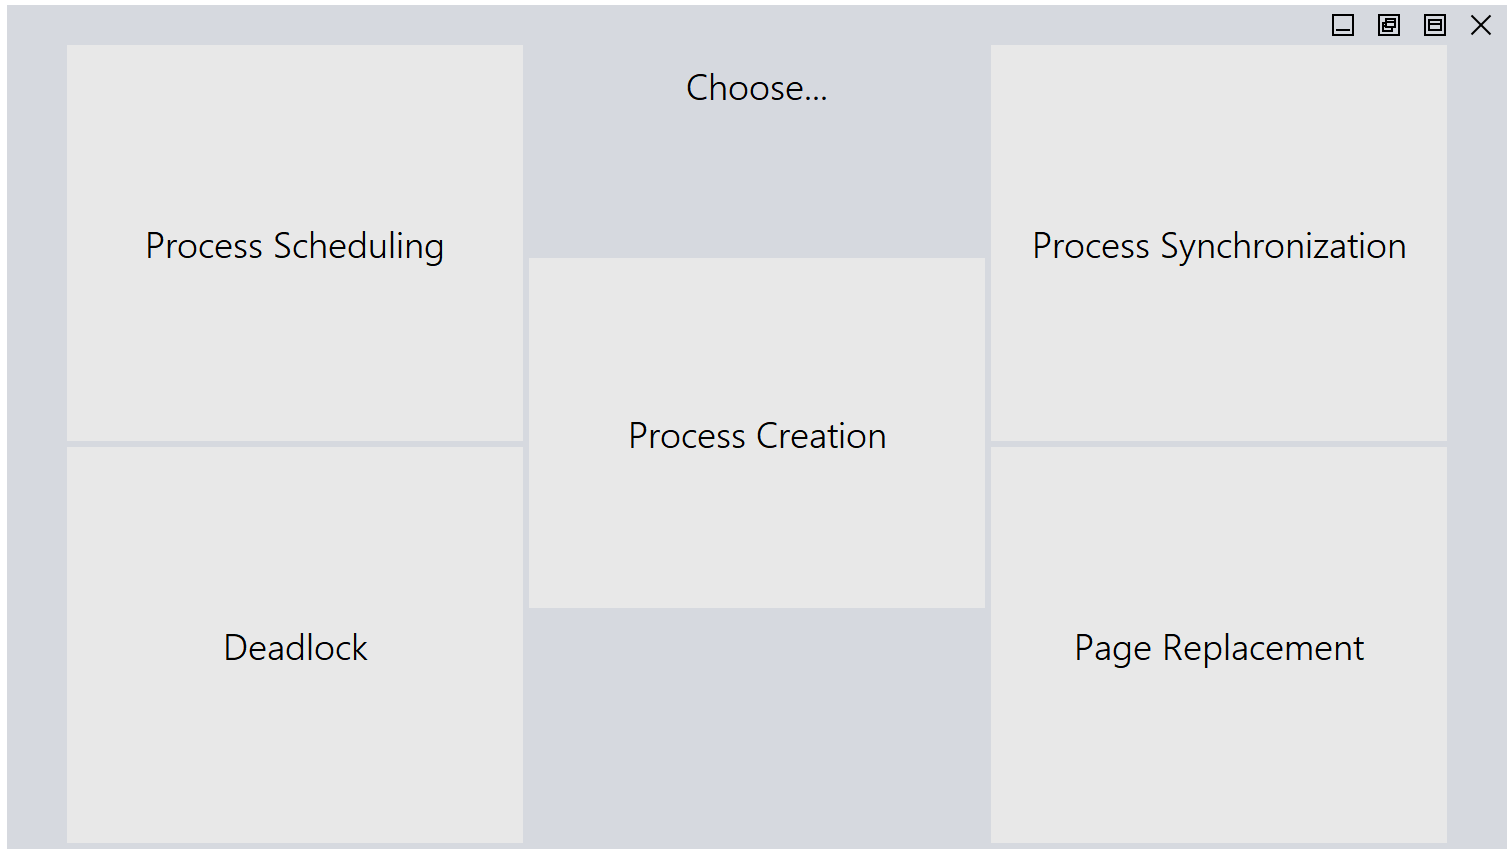 Choose...
Process Scheduling
Process Synchronization
Process Creation
Deadlock
Page Replacement